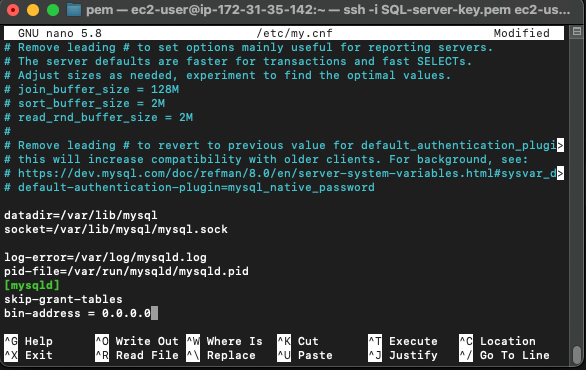 pem — ec2-user@ip-172-31-35-142:~ — ssh -i SQL-server-key.pem ec2-us...
GNU nano 5.8 /etc/my.cnf Modified
# Remove leading # to set options mainly useful for reporting servers.
# The server defaults are faster for transactions and fast SELECTs.
# Adjust sizes as needed, experiment to find the optimal values.
# join_buffer_size = 128M
# sort_buffer_size = 2M
# read_rnd_buffer_size = 2M
#
# Remove leading # to revert to previous value for default_authentication_plugi>
# this will increase compatibility with older clients. For background, see:
# https://dev.mysql.com/doc/refman/8.0/en/server-system-variables.html#sysvar_d>
# default-authentication-plugin=mysql_native_password
datadir=/var/lib/mysql
socket=/var/lib/mysql/mysql.sock
log-error=/var/log/mysqld.log
pid-file=/var/run/mysqld/mysqld.pid
[mysqld]
skip-grant-tables
bin-address = 0.0.0.0
^G Help ^O Write Out ^W Where Is ^K Cut ^T Execute ^C Location
^X Exit ^R Read File ^\ Replace ^U Paste ^J Justify ^/ Go To Line